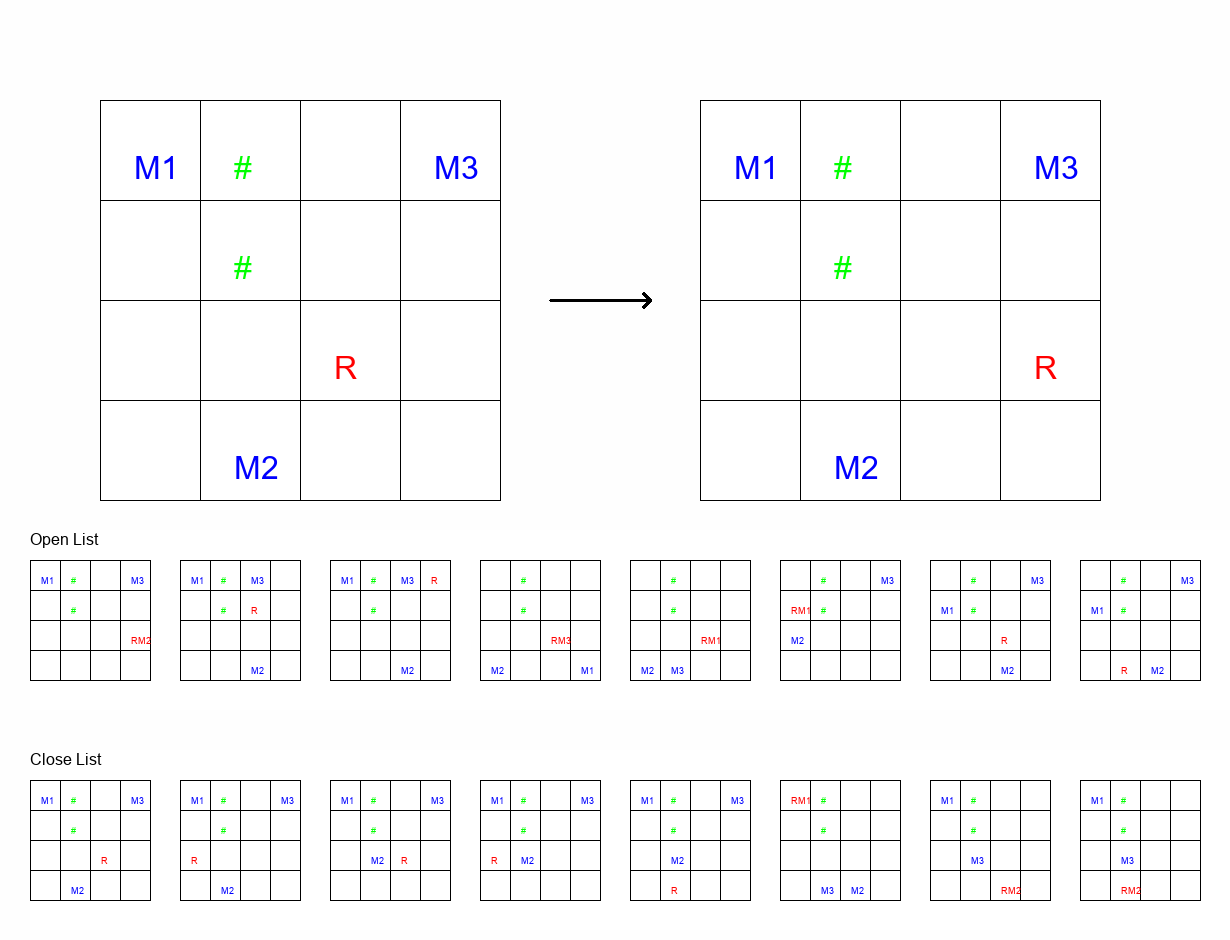 M1 # M3 M1 # M3
# #
R R
M2 M2
Open List
M1 # M3 M1 # M3 M1 # M3 R # # # M3 # M3 # M3
# # R # # # RM1 # M1 # M1 #
RM2 RM3 RM1 M2 R
M2 M2 M2 M1 M2 M3 M2 R M2
Close List
M1 # M3 M1 # M3 M1 # M3 M1 # M3 M1 # M3 RM1 # M1 # M1 #
# # # # # # # #
R R M2 R R M2 M2 M3 M3
M2 M2 R M3 M2 RM2 RM2